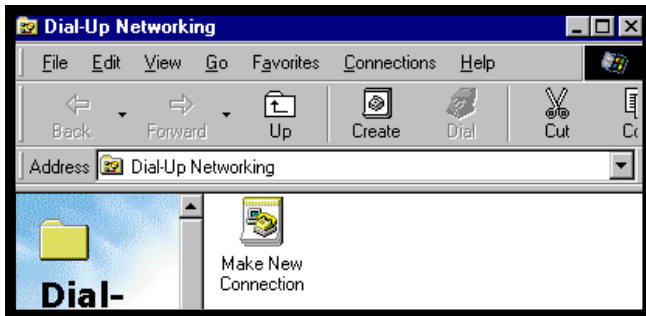 Dial-Up Networking
File Edit View Go Favorites Connections Help
Back Forward Up Create Dial Cut
Address Dial-Up Networking
Make New
Connection
Dial-